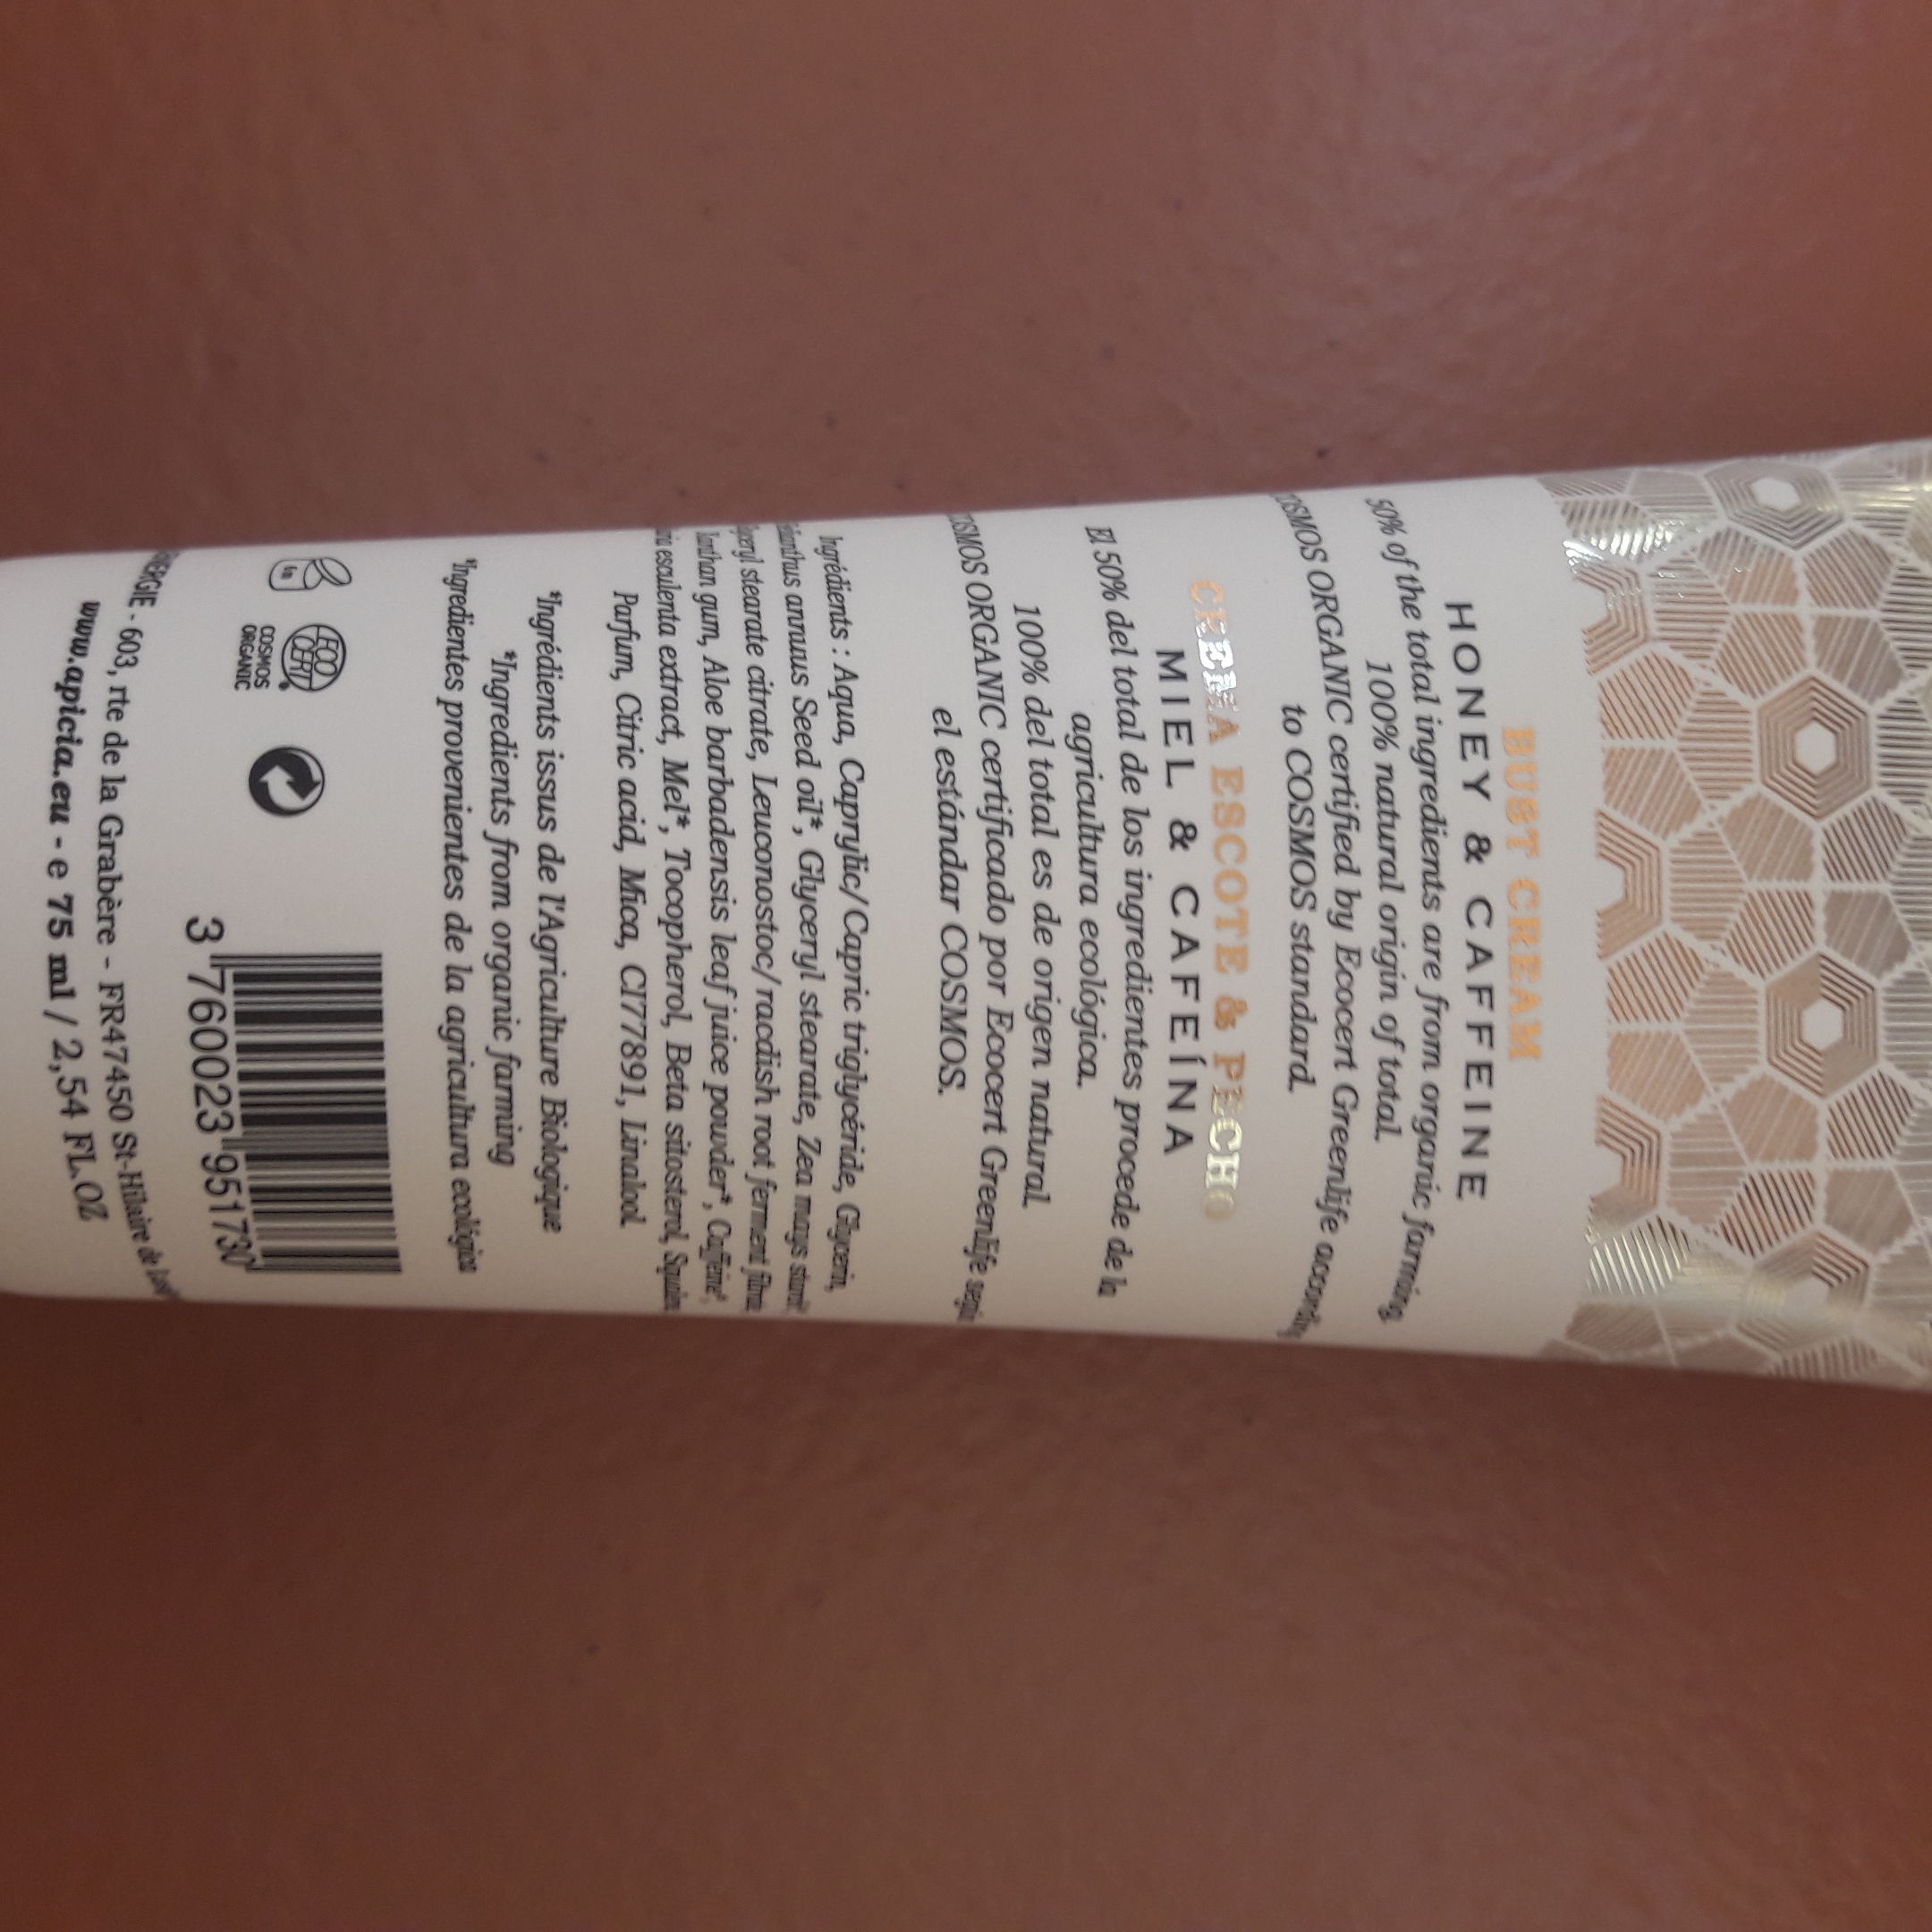 BUST CREAM
HONEY & CAFFEINE
50% of the total ingredients are from organic farming
100% natural origin of total.
COSMOS ORGANIC certified by Ecocert Greenlife according
to COSMOS standard.
CREMA ESCOTE & PECHO
MIEL & CAFEÍNA
El 50% del total de los ingredientes procede de la
agricultura ecológica.
100% del total es de origen natural.
COSMOS ORGANIC certificado por Ecocert Greenlife
el estándar COSMOS.
Ingrédients : Aqua, Caprylic/Capric triglycéride, Glycerin,
annuus Seed oil*, Glyceryl stearate, Zea mays
stearate citrate, Leuconostoc/racdish root ferment
Xanthan gum, Aloe barbadensis leaf juice powder*, Caffeine*,
esculenta extract, Mel*, Tocopherol, Beta sitosterol,
Parfum, Citric acid, Mica, CI77891, Linalool
*Ingrédients issus de l'Agriculture Biologique
*Ingredients from organic farming
*Ingredientes provenientes de la agricultura ecológica
ECO
CERT
COSMOS
ORGANIC
3 760023 951730
- 603, rte de la Grabère - FR47450 St-Hilaire de
www.apicia.eu - e 75 ml / 2,54 FL.OZ